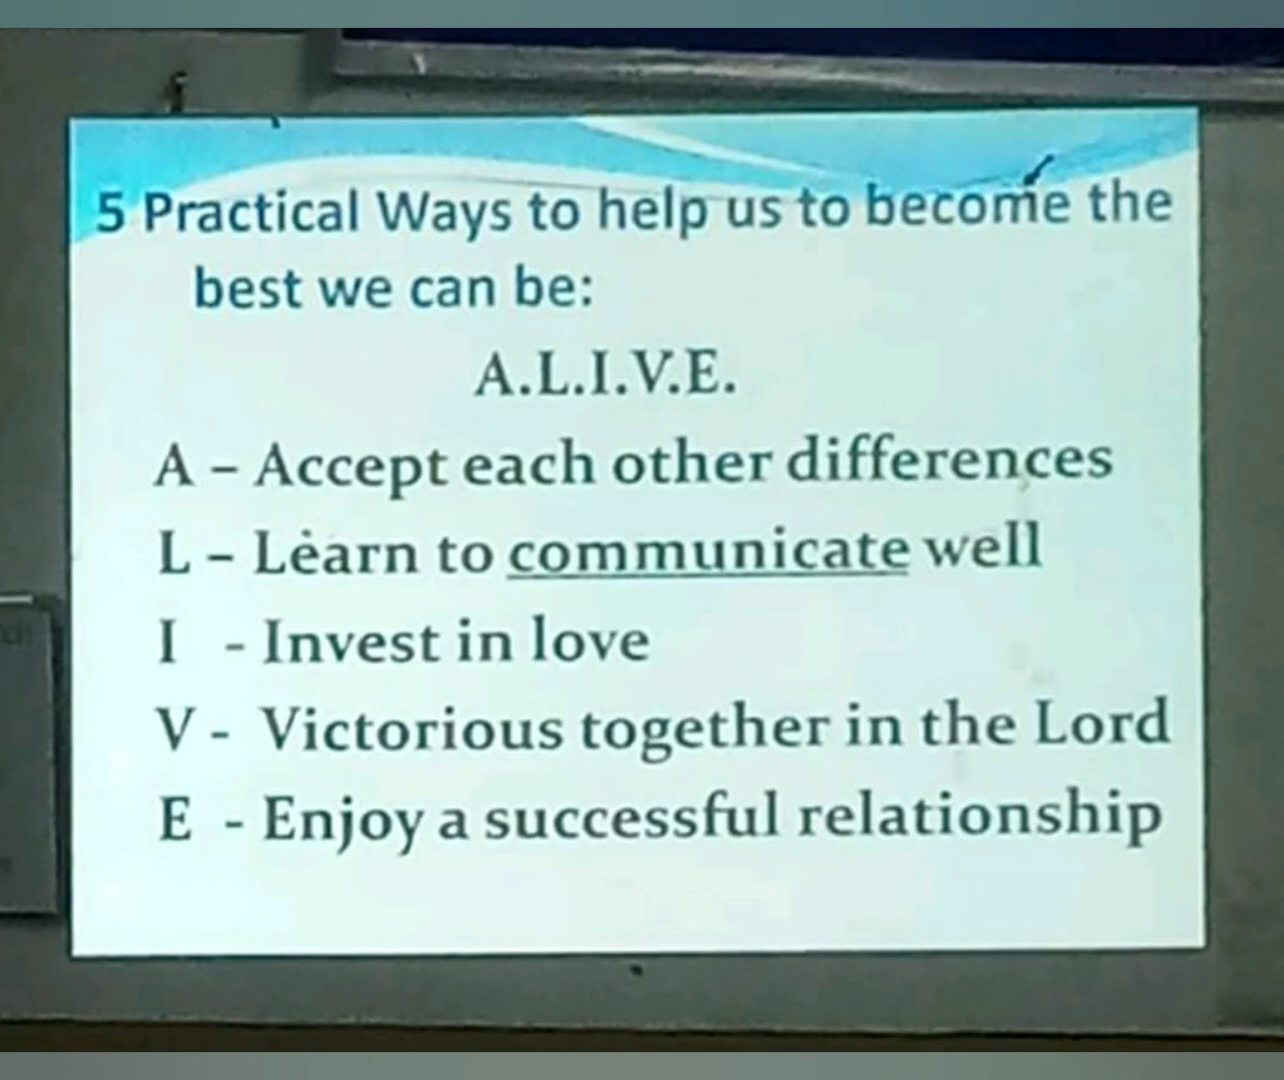 5 Practical Ways to help us to become the
best we can be:
A.L.I.V.E.
A – Accept each other differences
L – Learn to communicate well
I - Invest in love
V - Victorious together in the Lord
E - Enjoy a successful relationship